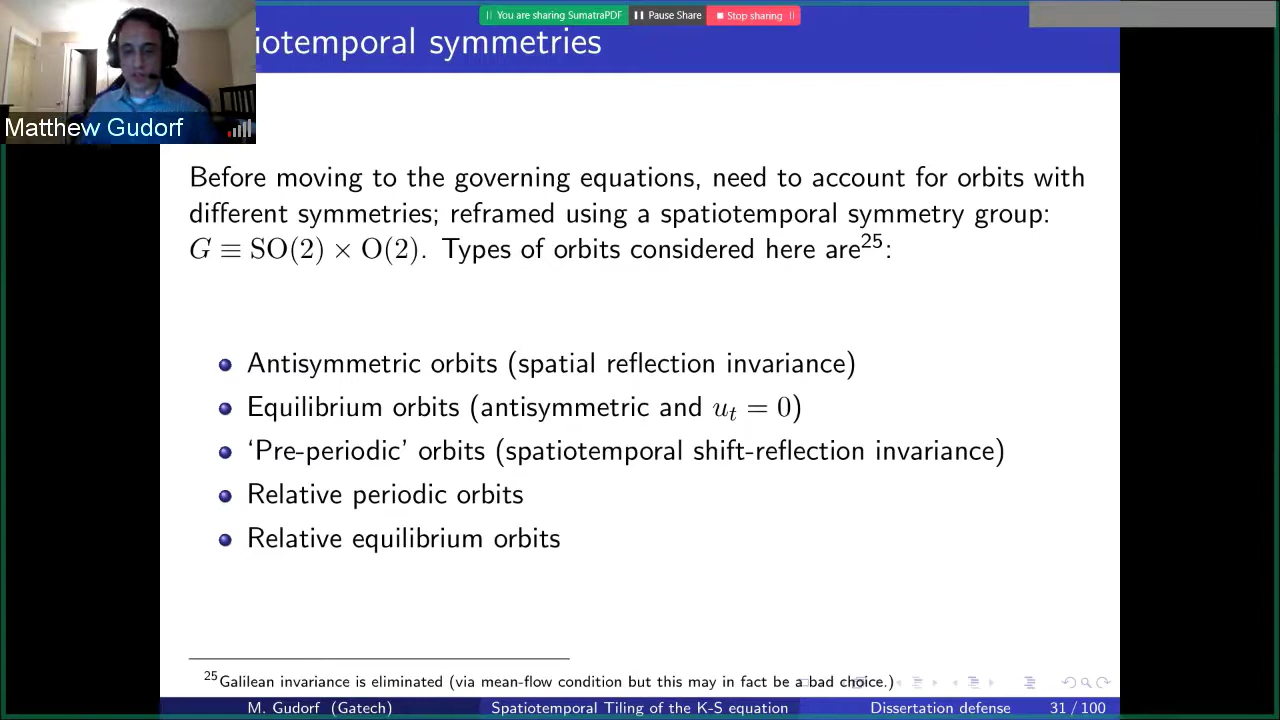 You are sharing SumatraPDF Pause Share Stop sharing
iotemporal symmetries
Matthew Gudorf
Before moving to the governing equations, need to account for orbits with
different symmetries; reframed using a spatiotemporal symmetry group:
G ≡ SO(2) × O(2). Types of orbits considered here are²⁵:
Antisymmetric orbits (spatial reflection invariance)
Equilibrium orbits (antisymmetric and uₜ = 0)
‘Pre-periodic’ orbits (spatiotemporal shift-reflection invariance)
Relative periodic orbits
Relative equilibrium orbits
²⁵Galilean invariance is eliminated (via mean-flow condition but this may in fact be a bad choice.)
M. Gudorf (Gatech) Spatiotemporal Tiling of the K-S equation Dissertation defense 31 / 100